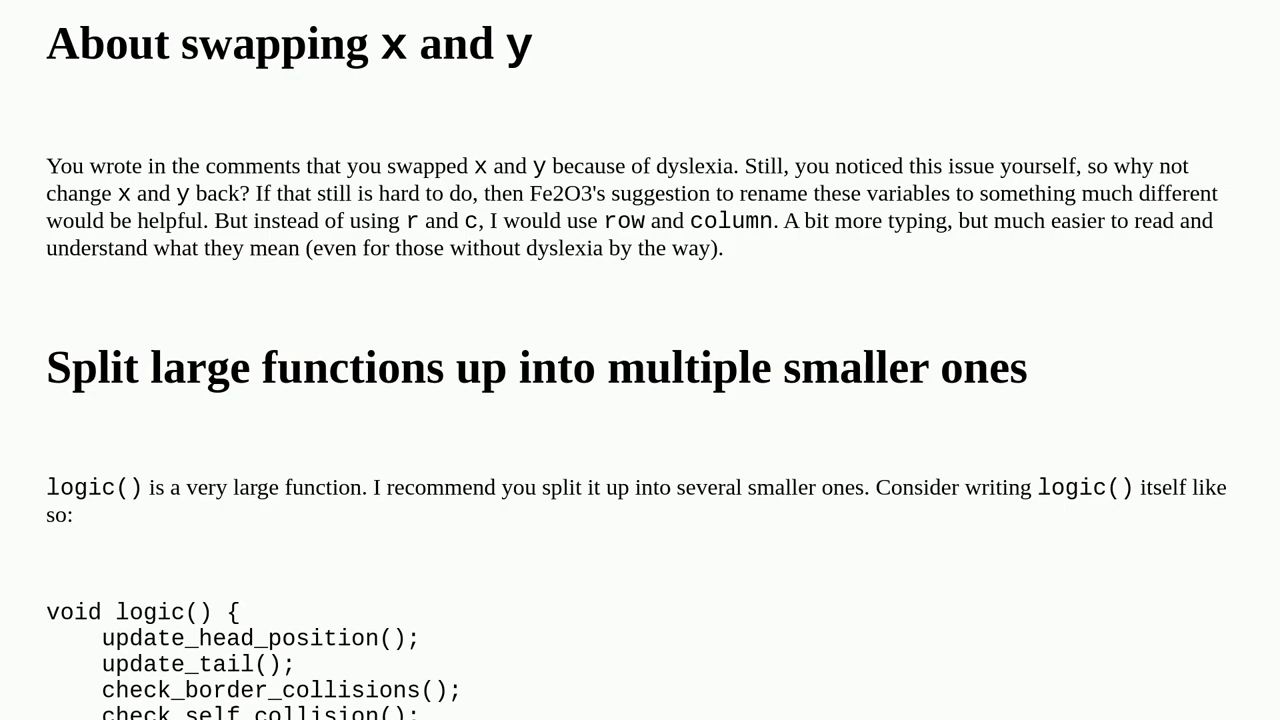 About swapping x and y
You wrote in the comments that you swapped x and y because of dyslexia. Still, you noticed this issue yourself, so why not
change x and y back? If that still is hard to do, then Fe2O3's suggestion to rename these variables to something much different
would be helpful. But instead of using r and c, I would use row and column. A bit more typing, but much easier to read and
understand what they mean (even for those without dyslexia by the way).
Split large functions up into multiple smaller ones
logic() is a very large function. I recommend you split it up into several smaller ones. Consider writing logic() itself like
so:
void logic() {
    update_head_position();
    update_tail();
    check_border_collisions();
    check_self_collision();